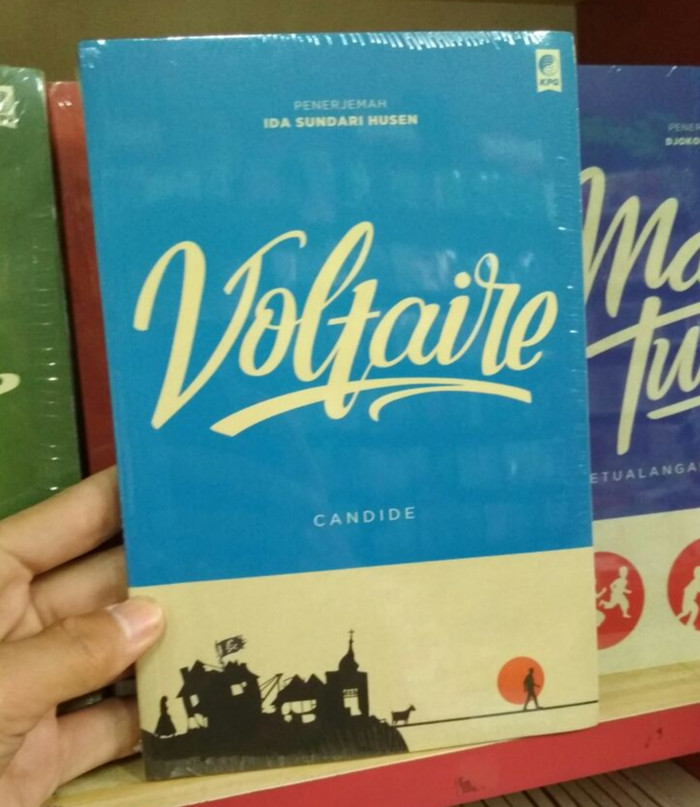 KPG
PENERJEMAH
IDA SUNDARI HUSEN
Voltaire
CANDIDE